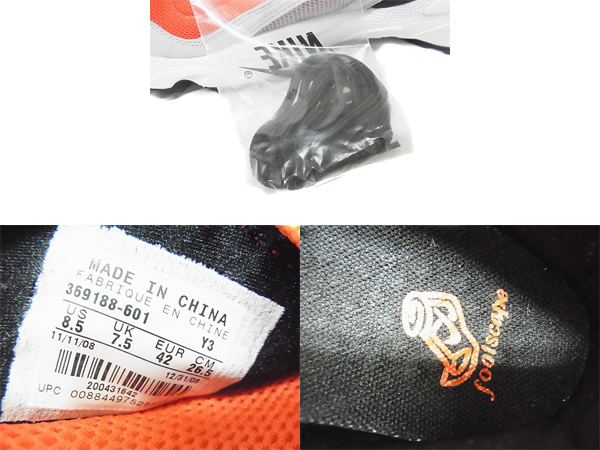 NIKE
®
MADE IN CHINA
FABRIQUE EN CHINE
369188-601 Y3
US UK EUR CM
8.5 7.5 42 26.5
11/11/08 12/31/08
200431642
UPC
footscape